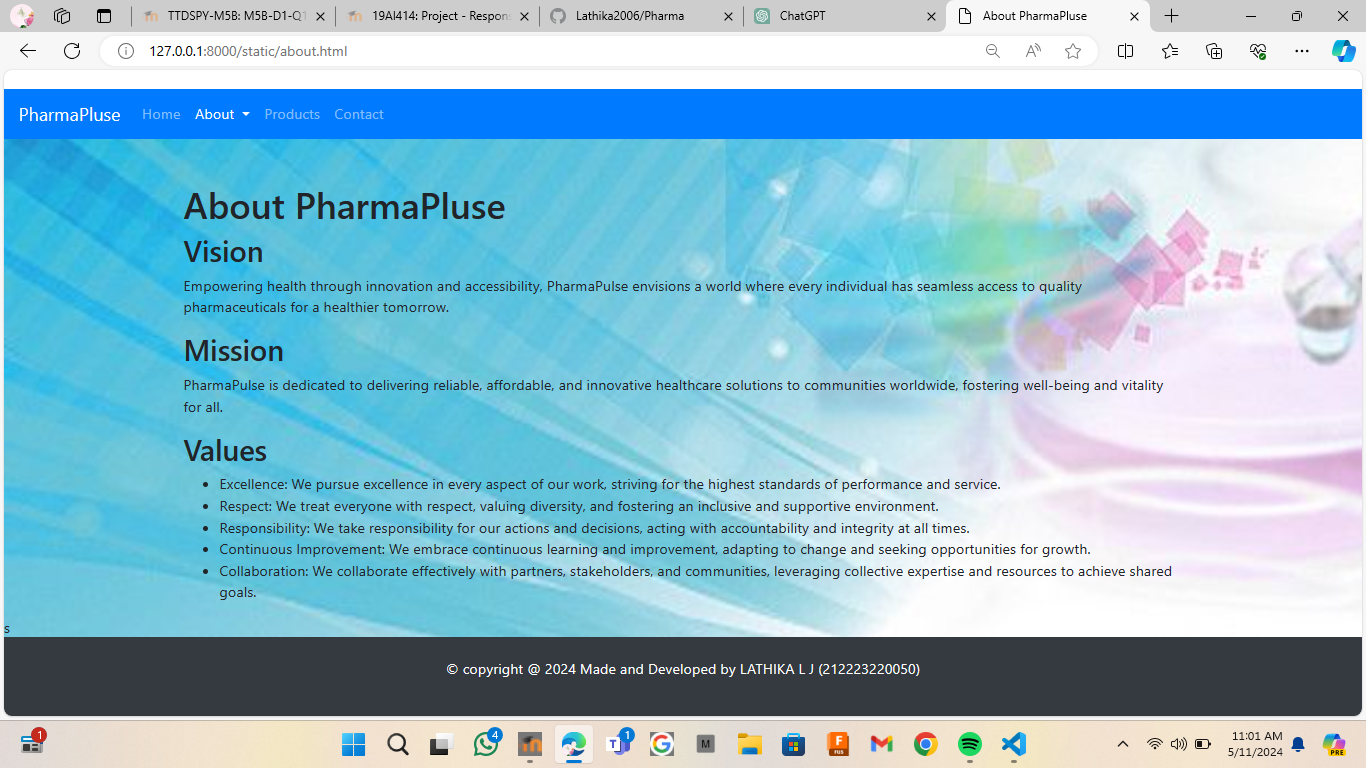 TTDSPY-M5B: M5B-D1-Q1
19AI414: Project - Respons
Lathika2006/Pharma
ChatGPT
About PharmaPluse
127.0.0.1:8000/static/about.html
PharmaPluse Home About Products Contact
About PharmaPluse
Vision
Empowering health through innovation and accessibility, PharmaPulse envisions a world where every individual has seamless access to quality
pharmaceuticals for a healthier tomorrow.
Mission
PharmaPulse is dedicated to delivering reliable, affordable, and innovative healthcare solutions to communities worldwide, fostering well-being and vitality
for all.
Values
• Excellence: We pursue excellence in every aspect of our work, striving for the highest standards of performance and service.
• Respect: We treat everyone with respect, valuing diversity, and fostering an inclusive and supportive environment.
• Responsibility: We take responsibility for our actions and decisions, acting with accountability and integrity at all times.
• Continuous Improvement: We embrace continuous learning and improvement, adapting to change and seeking opportunities for growth.
• Collaboration: We collaborate effectively with partners, stakeholders, and communities, leveraging collective expertise and resources to achieve shared
goals.
s
© copyright @ 2024 Made and Developed by LATHIKA L J (212223220050)
1
4
1
M
F
FUS
11:01 AM
5/11/2024
PRE